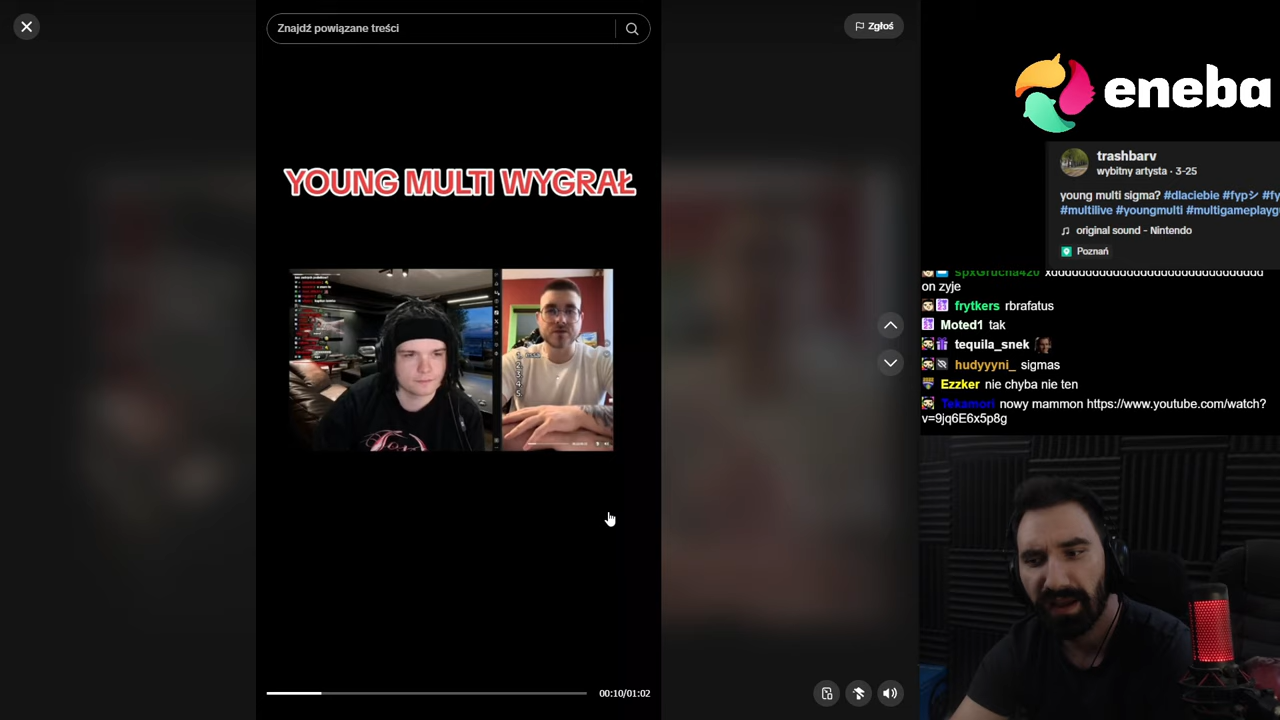 Znajdź powiązane treści
Zgłoś
YOUNG MULTI WYGRAŁ
00:10/01:02
eneba
trashbarv
wybitny artysta · 3-25
young multi sigma? #dlaciebie #fypシ #fy
#multilive #youngmulti #multigameplayg
original sound - Nintendo
Poznań
spxGrucha420
on zyje
frytkers rbrafatus
Moted1 tak
tequila_snek
hudyyyni_ sigmas
Ezzker nie chyba nie ten
Tekamori nowy mammon https://www.youtube.com/watch?
v=9jq6E6x5p8g